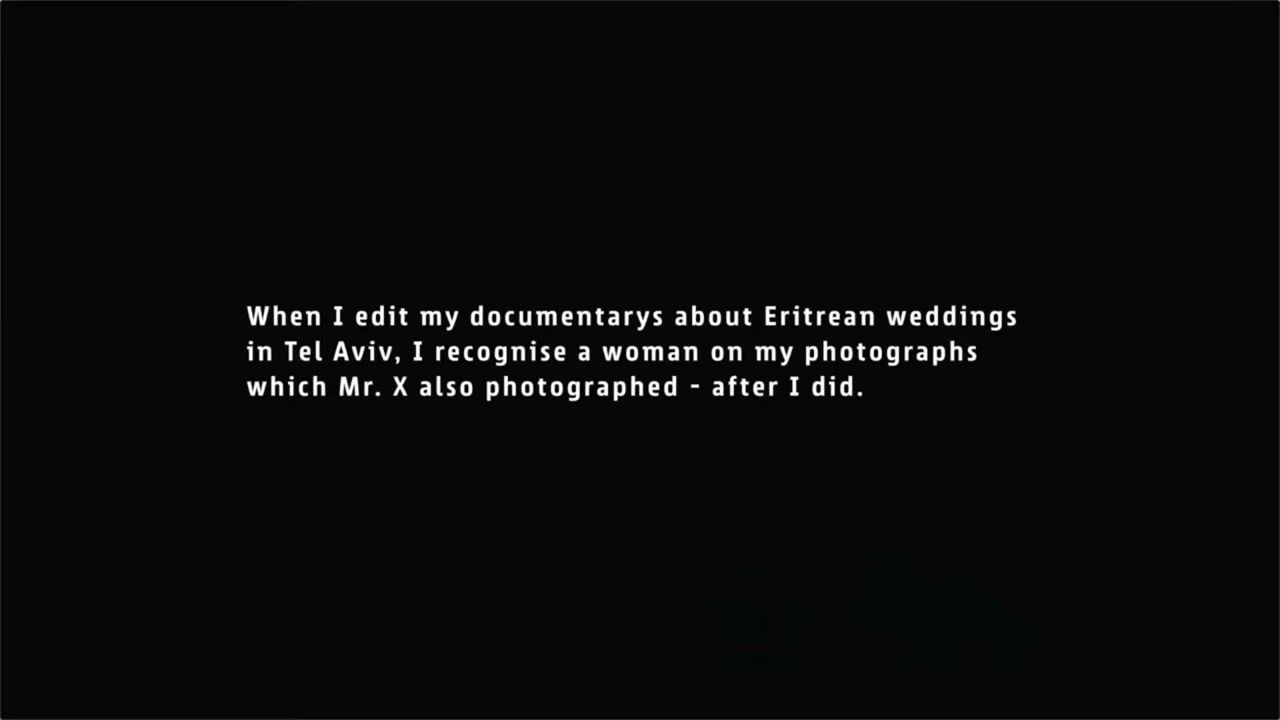 When I edit my documentarys about Eritrean weddings
in Tel Aviv, I recognise a woman on my photographs
which Mr. X also photographed - after I did.